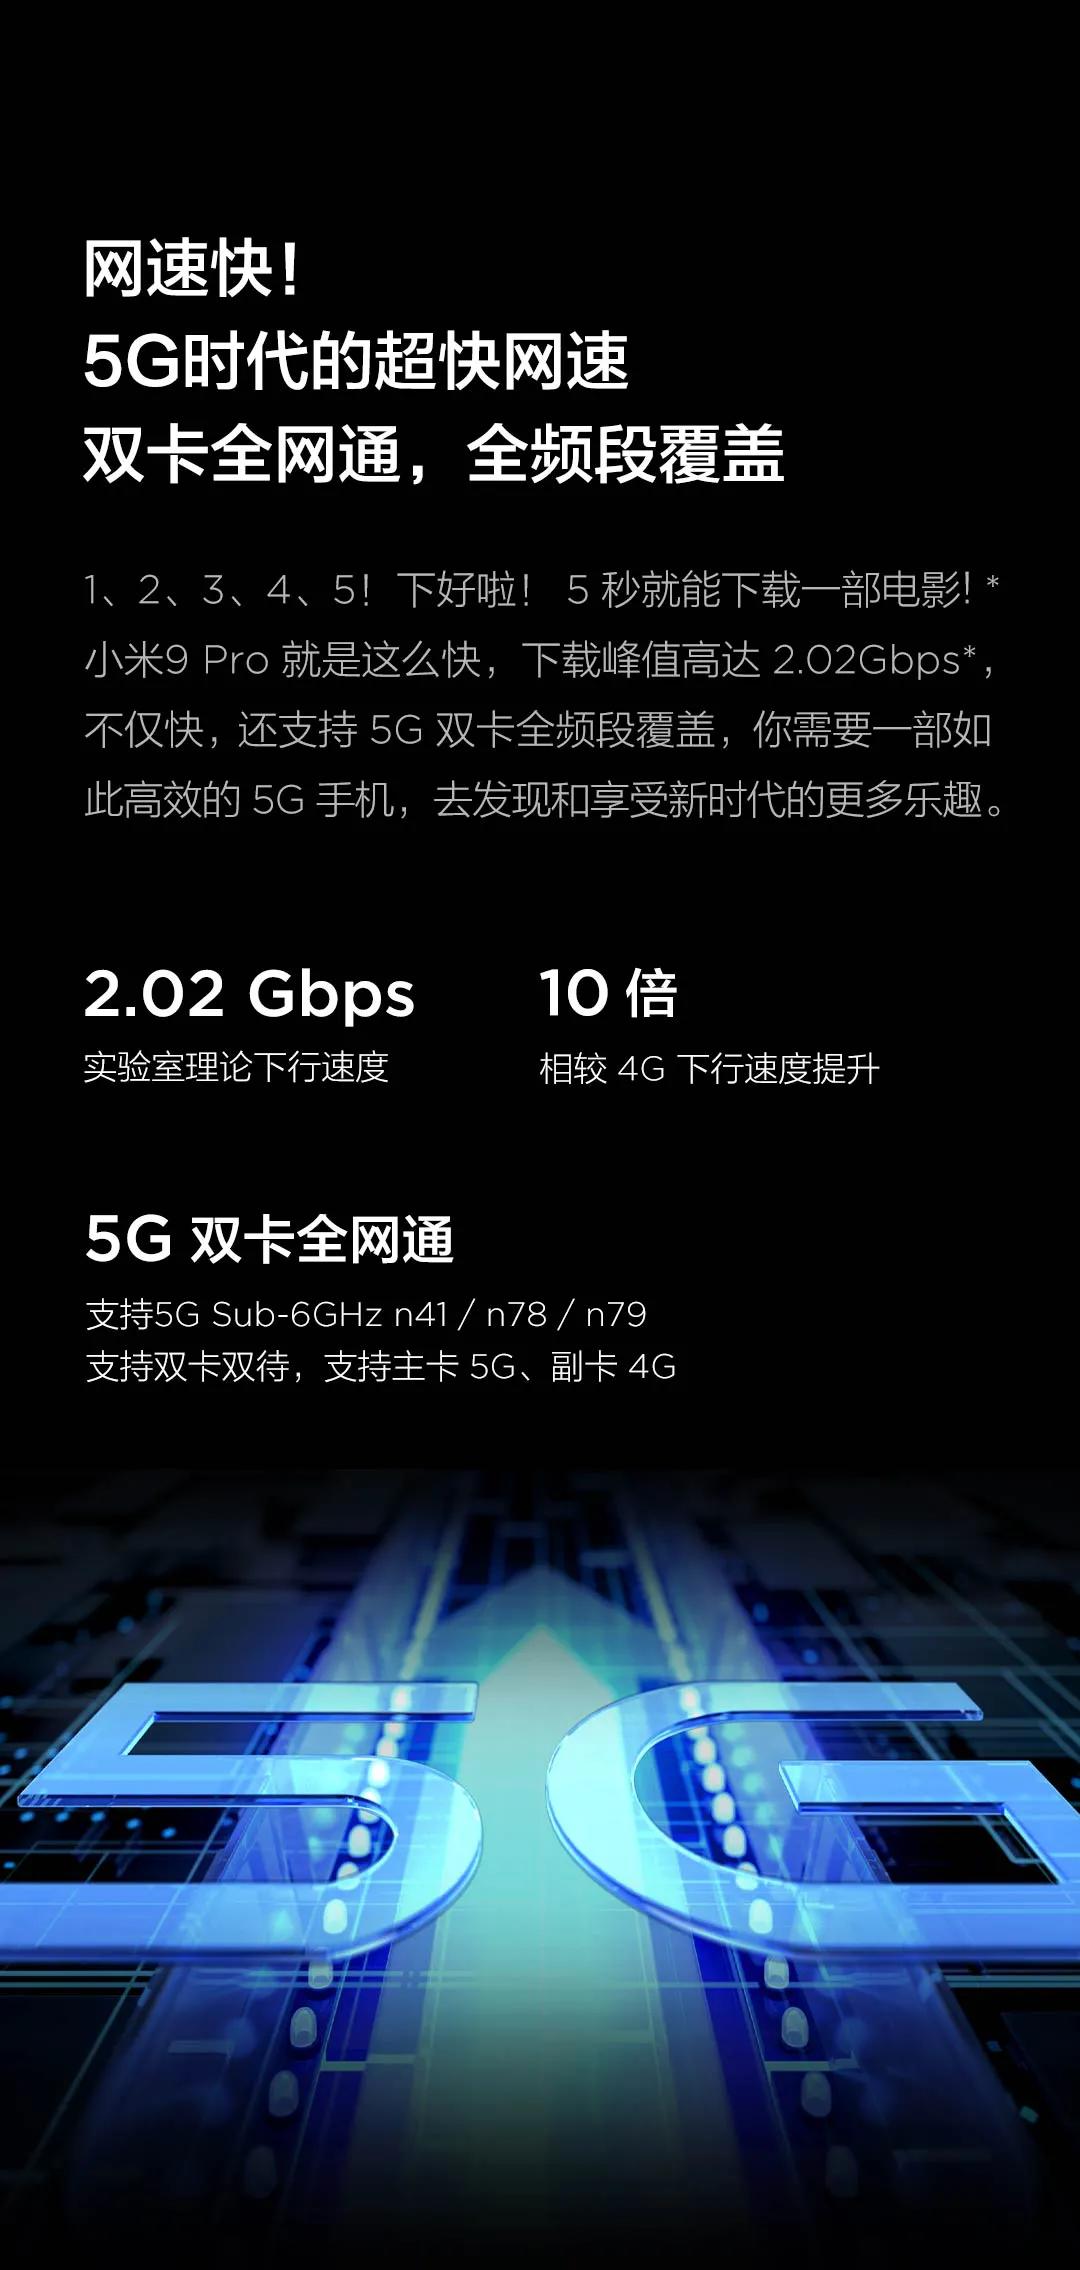 网速快！
5G时代的超快网速
双卡全网通，全频段覆盖
1、2、3、4、5！下好啦！ 5 秒就能下载一部电影！*
小米9 Pro 就是这么快，下载峰值高达 2.02Gbps*，
不仅快，还支持 5G 双卡全频段覆盖，你需要一部如
此高效的 5G 手机，去发现和享受新时代的更多乐趣。
2.02 Gbps
实验室理论下行速度
10 倍
相较 4G 下行速度提升
5G 双卡全网通
支持5G Sub-6GHz n41 / n78 / n79
支持双卡双待，支持主卡 5G、副卡 4G
5G